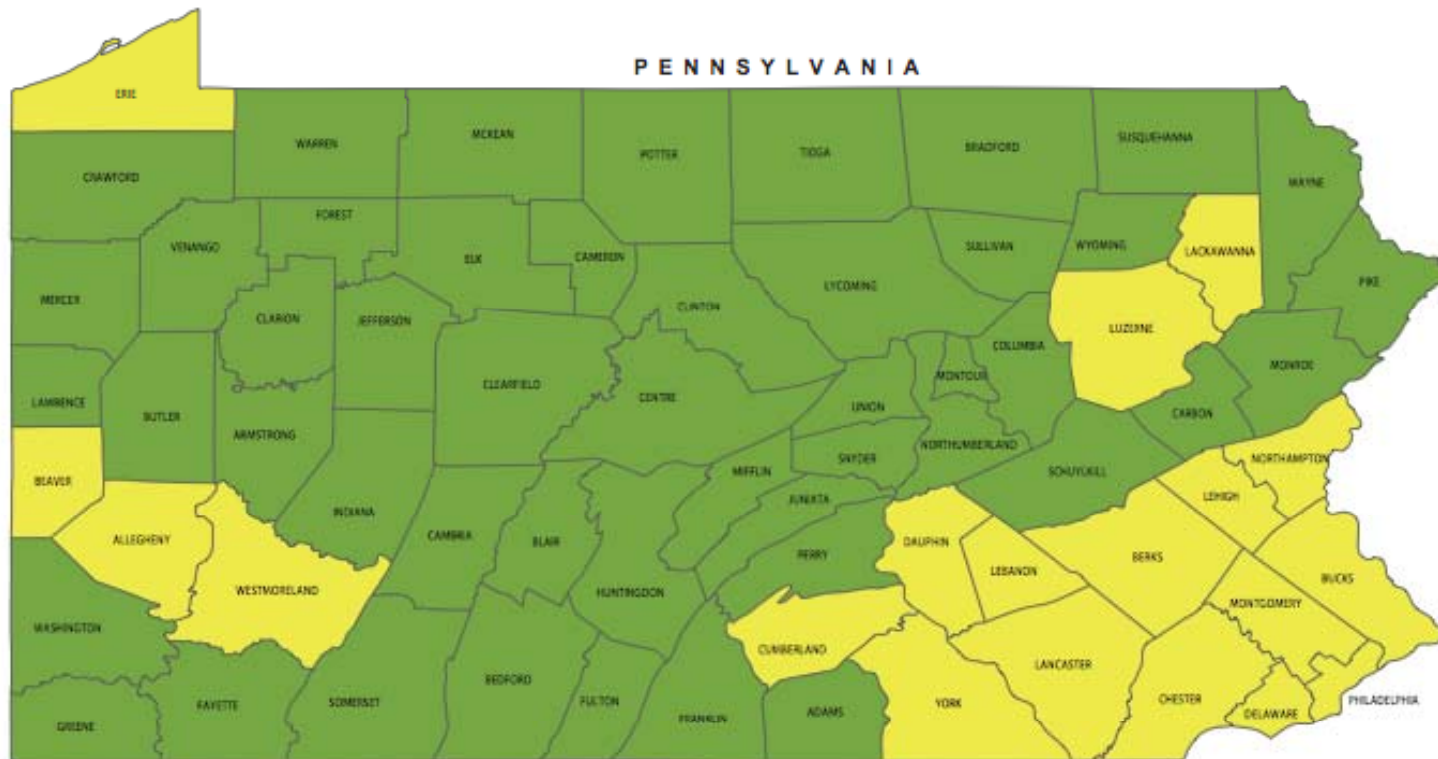 PENNSYLVANIA
ERIE
WARREN
MCKEAN
POTTER
TIOGA
BRADFORD
SUSQUEHANNA
CRAWFORD
WAYNE
FOREST
VENANGO
ELK
CAMERON
SULLIVAN
WYOMING
LACKAWANNA
MERCER
CLARION
JEFFERSON
CLINTON
LYCOMING
PIKE
LUZERNE
COLUMBIA
MONTOUR
MONROE
LAWRENCE
BUTLER
CLEARFIELD
CENTRE
UNION
CARBON
ARMSTRONG
NORTHUMBERLAND
SNYDER
MIFFLIN
SCHUYLKILL
NORTHAMPTON
BEAVER
JUNIATA
LEHIGH
INDIANA
ALLEGHENY
CAMBRIA
BLAIR
PERRY
DAUPHIN
LEBANON
BERKS
BUCKS
WESTMORELAND
HUNTINGDON
MONTGOMERY
WASHINGTON
CUMBERLAND
LANCASTER
BEDFORD
FAYETTE
SOMERSET
FULTON
FRANKLIN
ADAMS
YORK
CHESTER
DELAWARE
PHILADELPHIA
GREENE